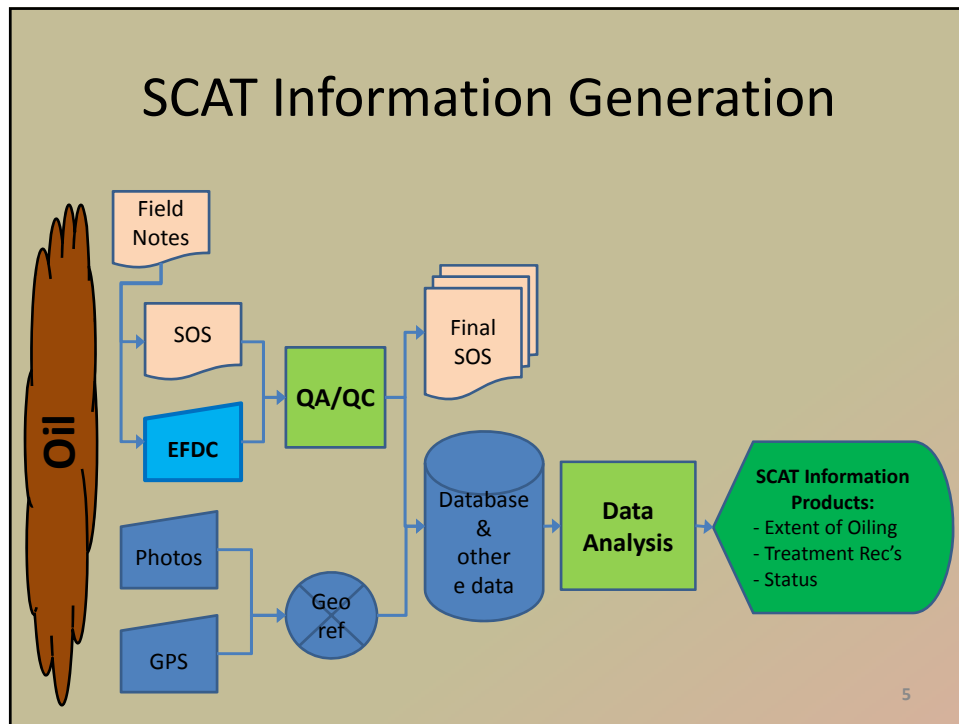 SCAT Information Generation
Oil
Field
Notes
SOS
EFDC
QA/QC
Final
SOS
Photos
GPS
Geo
ref
Database
&
other
e data
Data
Analysis
SCAT Information
Products:
- Extent of Oiling
- Treatment Rec’s
- Status
5